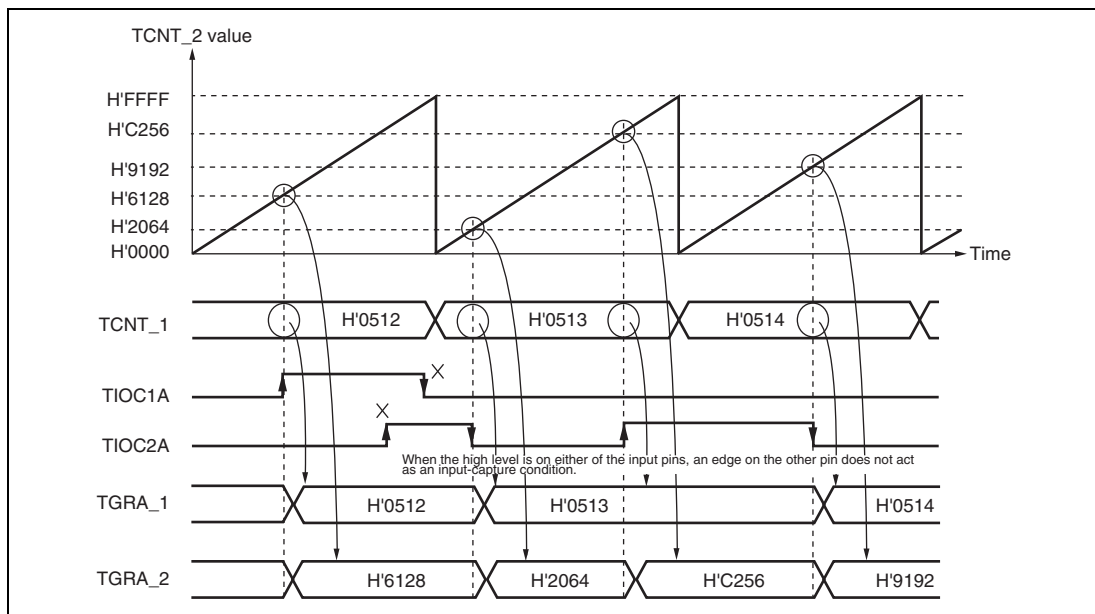 TCNT_2 value
H'FFFF
H'C256
H'9192
H'6128
H'2064
H'0000
Time
TCNT_1
H'0512
H'0513
H'0514
TIOC1A
X
TIOC2A
X
When the high level is on either of the input pins, an edge on the other pin does not act
as an input-capture condition.
TGRA_1
H'0512
H'0513
H'0514
TGRA_2
H'6128
H'2064
H'C256
H'9192